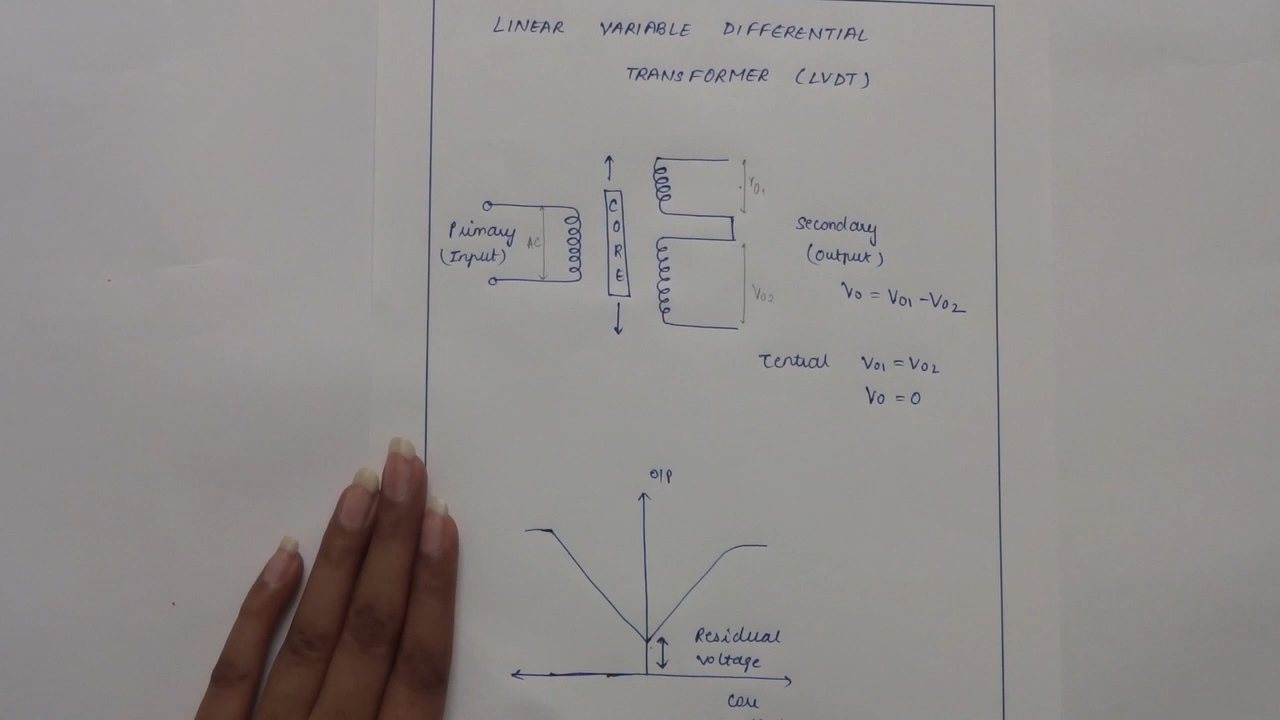 LINEAR VARIABLE DIFFERENTIAL
TRANSFORMER (LVDT)
Primary
(Input)
AC
CORE
VO1
VO2
Secondary
(Output)
VO = VO1 - VO2
VO1 = VO2
VO = 0
O/P
Residual
voltage
Core